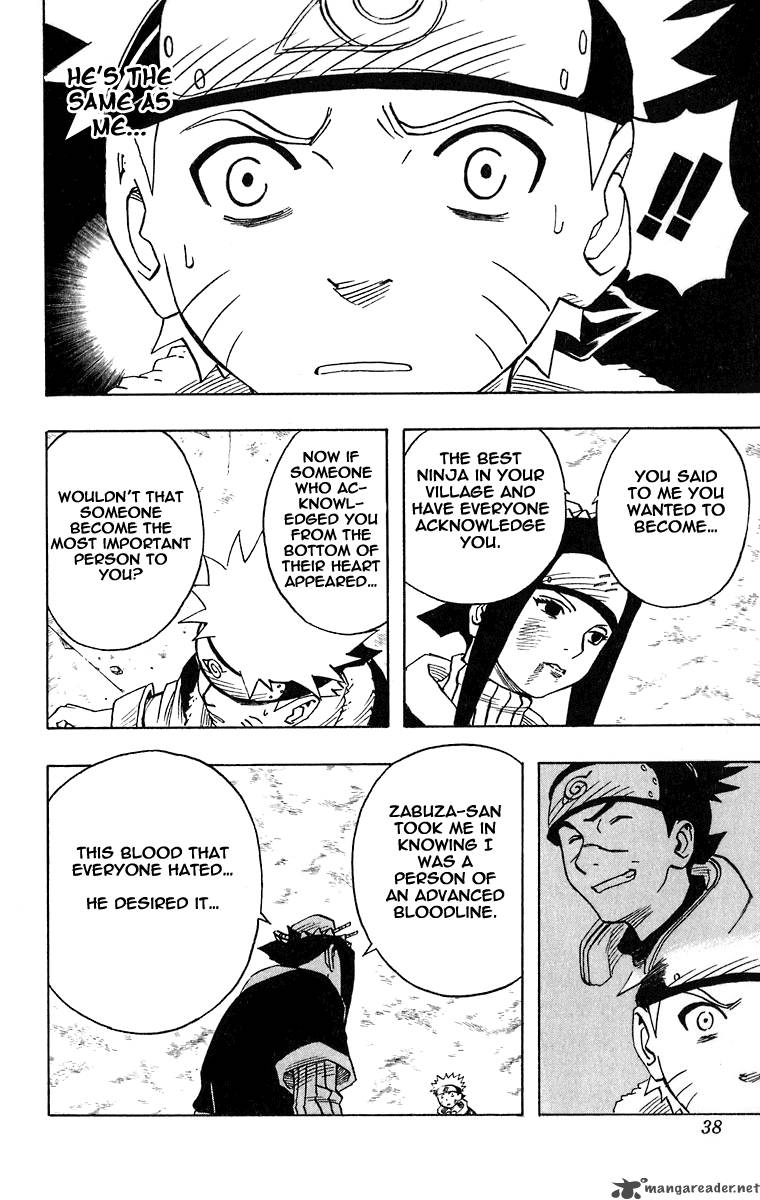 HE'S THE
SAME AS
ME...
!!
YOU SAID
TO ME YOU
WANTED TO
BECOME...
THE BEST
NINJA IN YOUR
VILLAGE AND
HAVE EVERYONE
ACKNOWLEDGE
YOU.
NOW IF
SOMEONE
WHO AC-
KNOWL-
EDGED YOU
FROM THE
BOTTOM OF
THEIR HEART
APPEARED...
WOULDN'T THAT
SOMEONE
BECOME THE
MOST IMPORTANT
PERSON TO
YOU?
ZABUZA-SAN
TOOK ME IN
KNOWING I
WAS A
PERSON OF
AN ADVANCED
BLOODLINE.
THIS BLOOD THAT
EVERYONE HATED...
HE DESIRED IT...
38
mangareader.net